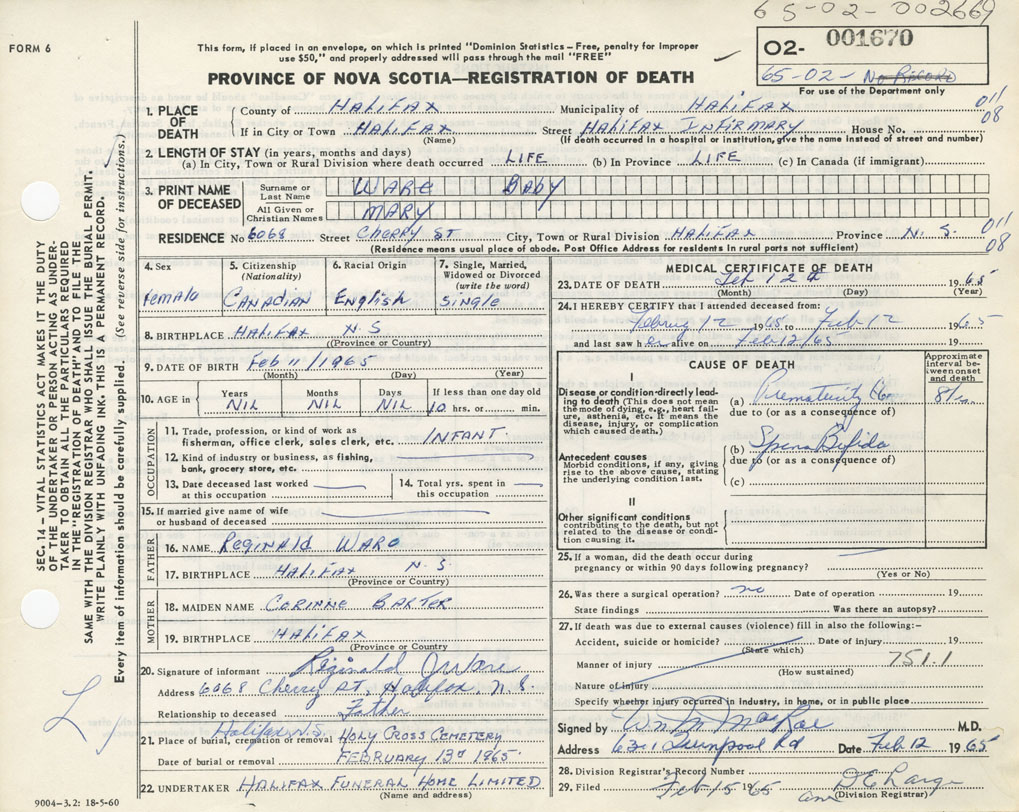 65-02-002669
FORM 6
This form, if placed in an envelope, on which is printed "Dominion Statistics – Free, penalty for improper
use $50," and properly addressed will pass through the mail "FREE"
02- 001670
65-02- No Record
For use of the Department only
PROVINCE OF NOVA SCOTIA—REGISTRATION OF DEATH
1. PLACE OF DEATH
County of HALIFAX Municipality of HALIFAX 011
If in City or Town HALIFAX Street HALIFAX INFIRMARY House No. 08
(Name) (If death occurred in a hospital or institution, give the name instead of street and number)
2. LENGTH OF STAY (in years, months and days)
(a) In City, Town or Rural Division where death occurred LIFE (b) In Province LIFE (c) In Canada (if immigrant)
3. PRINT NAME OF DECEASED
Surname or Last Name WARE BABY
All Given or Christian Names MARY
RESIDENCE No 6068 Street CHERRY ST City, Town or Rural Division HALIFAX Province N.S. 011
08
(Residence means usual place of abode. Post Office Address for residents in rural parts not sufficient)
4. Sex
female
5. Citizenship (Nationality)
CANADIAN
6. Racial Origin
English
7. Single, Married, Widowed or Divorced (write the word)
SINGLE
8. BIRTHPLACE HALIFAX N.S
(Province or Country)
9. DATE OF BIRTH Feb 11/1965
(Month) (Day) (Year)
10. AGE in
Years NIL
Months NIL
Days NIL
If less than one day old
10 hrs. or min.
OCCUPATION
11. Trade, profession, or kind of work as
fisherman, office clerk, sales clerk, etc. INFANT.
12. Kind of industry or business, as fishing,
bank, grocery store, etc.
13. Date deceased last worked
at this occupation
14. Total yrs. spent in
this occupation
15. If married give name of wife
or husband of deceased
FATHER
16. NAME REGINALD WARE
17. BIRTHPLACE HALIFAX N.S.
(Province or Country)
MOTHER
18. MAIDEN NAME CORINNE BARTER
19. BIRTHPLACE HALIFAX
(Province or Country
20. Signature of informant Reginald J Ware
Address 6068 Cherry St, Halifax, N.S.
Relationship to deceased Father
Halifax N.S.
21. Place of burial, cremation or removal HOLY CROSS CEMETERY
Date of burial or removal FEBRUARY 13th 1965
22. UNDERTAKER HALIFAX FUNERAL HOME LIMITED
(Name and address)
9004-3.2: 18-5-60
MEDICAL CERTIFICATE OF DEATH
23. DATE OF DEATH Feb 12th 1965
(Month) (Day) (Year)
24. I HEREBY CERTIFY that I attended deceased from:
12 1965 to Feb 12 1965
and last saw h er alive on Feb 12/65 19
CAUSE OF DEATH
Approximate interval between onset and death
I
Disease or condition directly leading to death (This does not mean the mode of dying, e.g., heart failure, asthenia, etc. It means the disease, injury, or complication which caused death.)
(a) Prematurity
due to (or as a consequence of)
Antecedent causes
Morbid conditions, if any, giving rise to the above cause, stating the underlying condition last.
(b) Spina Bifida
due to (or as a consequence of)
(c)
II
Other significant conditions
contributing to the death, but not related to the disease or condition causing it.
25. If a woman, did the death occur during
pregnancy or within 90 days following pregnancy?
(Yes or No)
26. Was there a surgical operation? no Date of operation 19
State findings Was there an autopsy?
27. If death was due to external causes (violence) fill in also the following:–
Accident, suicide or homicide? Date of injury 19
(State which)
Manner of injury 751.1
(How sustained)
Nature of injury
Specify whether injury occurred in industry, in home, or in public place
Signed by Wm M MacRae M.D.
Address 6311 Liverpool Rd Date Feb 12 1965
28. Division Registrar's Record Number
29. Filed Feb 15 1965
(Division Registrar)
SEC. 14 – VITAL STATISTICS ACT MAKES IT THE DUTY
OF THE UNDERTAKER OR PERSON ACTING AS UNDER-
TAKER TO OBTAIN ALL THE PARTICULARS REQUIRED
IN THE "REGISTRATION OF DEATH" AND TO FILE THE
SAME WITH THE DIVISION REGISTRAR WHO SHALL ISSUE THE BURIAL PERMIT.
WRITE PLAINLY WITH UNFADING INK. THIS IS A PERMANENT RECORD.
Every item of information should be carefully supplied. (See reverse side for instructions.)